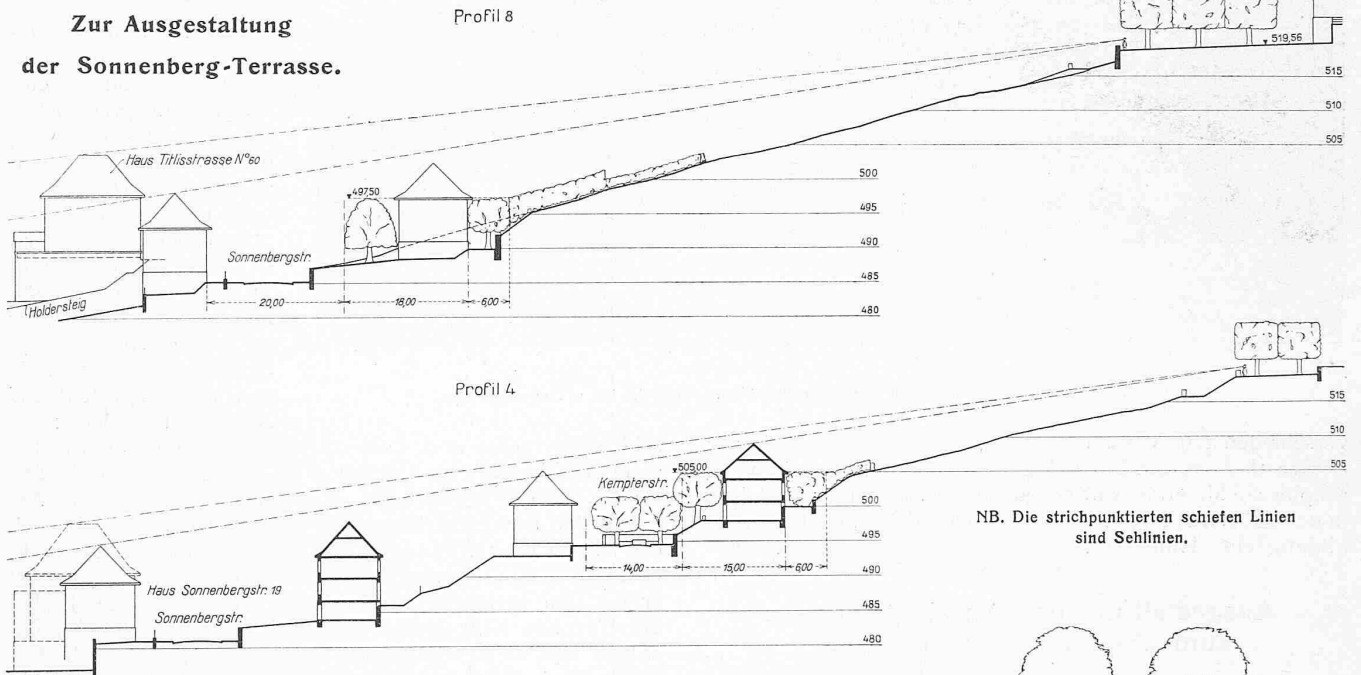 Zur Ausgestaltung
der Sonnenberg-Terrasse.
Profil 8
519,56
515
510
505
500
495
490
485
480
Haus Titlisstrasse N° 60
497,50
Sonnenbergstr.
Holdersteig
20,00
18,00
6,00
Profil 4
515
510
505
500
495
490
485
480
505,00
Kempterstr.
14,00
15,00
6,00
Haus Sonnenbergstr. 19
Sonnenbergstr.
NB. Die strichpunktierten schiefen Linien
sind Sehlinien.